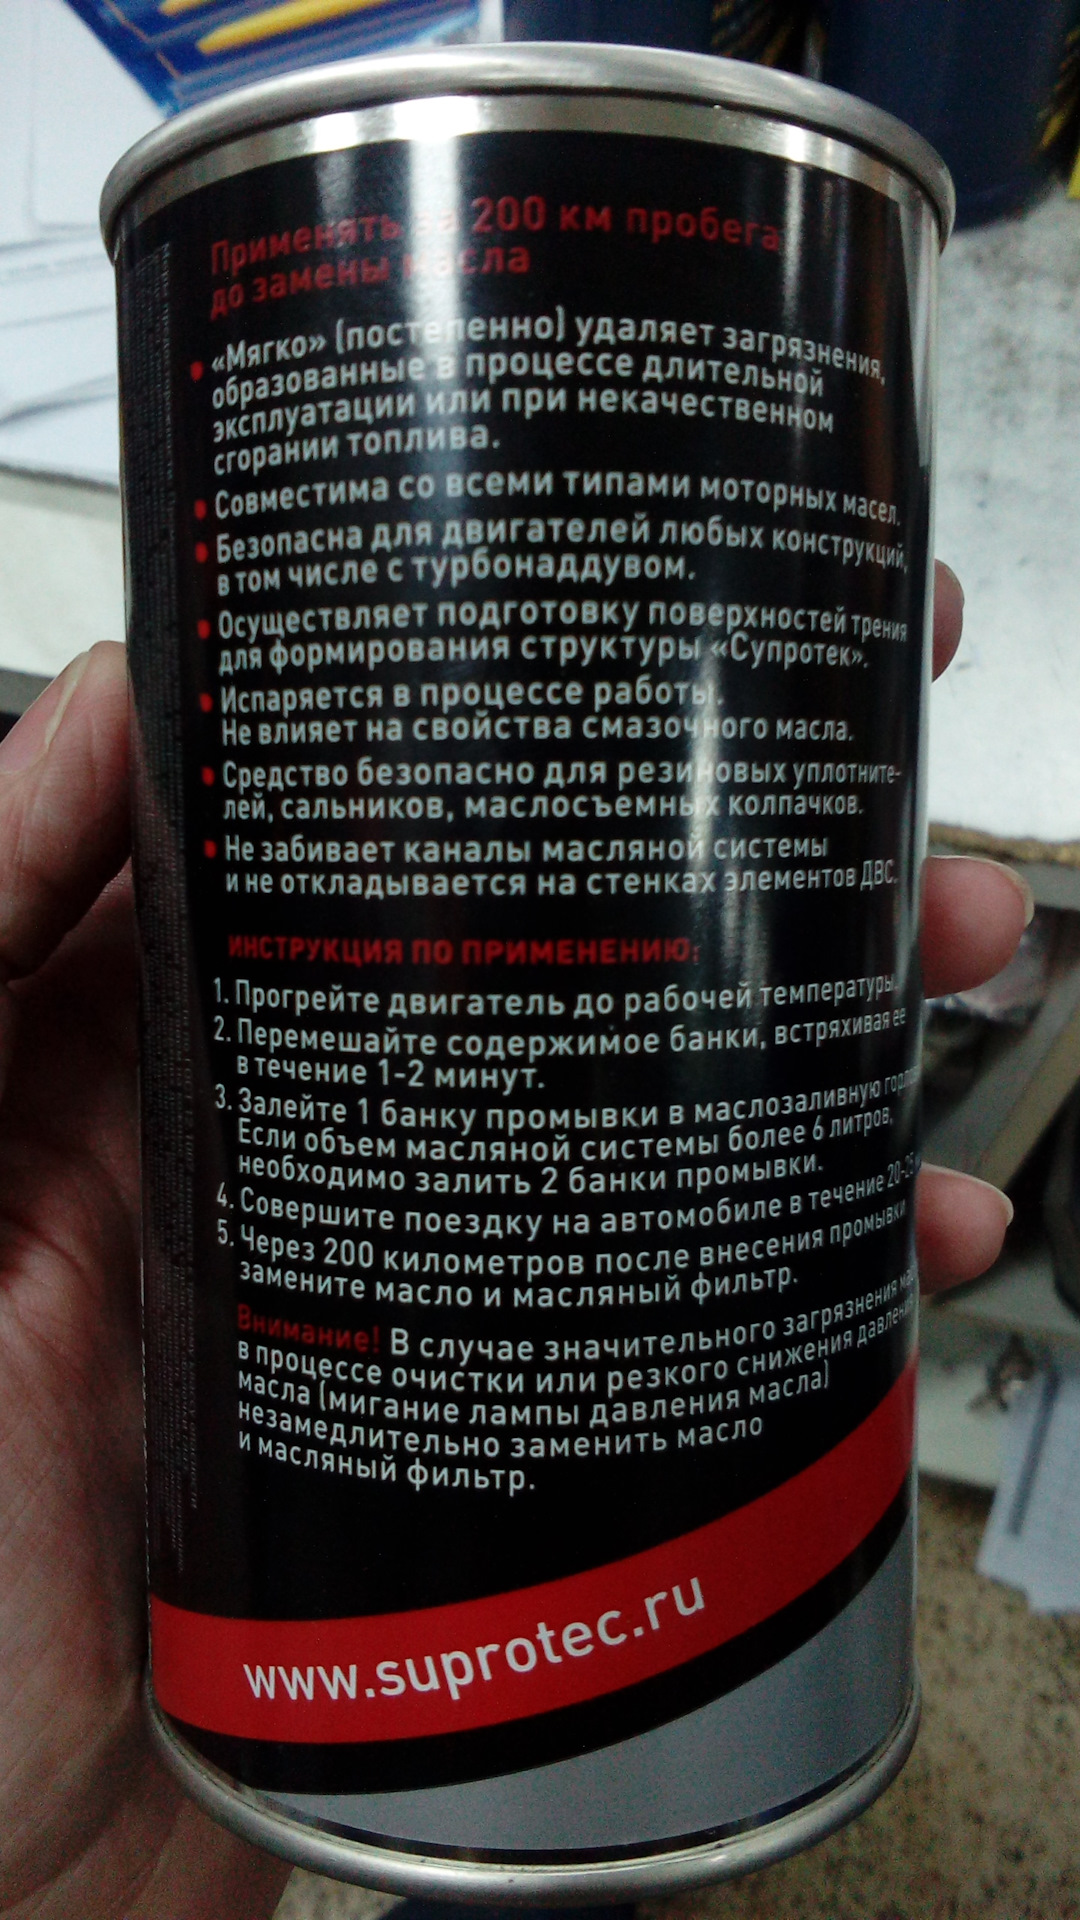 Применять за 200 км пробега
до замены масла
• «Мягко» (постепенно) удаляет загрязнения,
образованные в процессе длительной
эксплуатации или при некачественном
сгорании топлива.
• Совместима со всеми типами моторных масел.
• Безопасна для двигателей любых конструкций,
в том числе с турбонаддувом.
• Осуществляет подготовку поверхностей трения
для формирования структуры «Супротек».
• Испаряется в процессе работы.
Не влияет на свойства смазочного масла.
• Средство безопасно для резиновых уплотните-
лей, сальников, маслосъемных колпачков.
• Не забивает каналы масляной системы
и не откладывается на стенках элементов ДВС.
ИНСТРУКЦИЯ ПО ПРИМЕНЕНИЮ:
1. Прогрейте двигатель до рабочей температуры.
2. Перемешайте содержимое банки, встряхивая ее
в течение 1-2 минут.
3. Залейте 1 банку промывки в маслозаливную
Если объем масляной системы более 6 литров,
необходимо залить 2 банки промывки.
4. Совершите поездку на автомобиле в течение
5. Через 200 километров после внесения промывки
замените масло и масляный фильтр.
Внимание! В случае значительного загрязнения
в процессе очистки или резкого снижения давления
масла (мигание лампы давления масла)
незамедлительно заменить масло
и масляный фильтр.
www.suprotec.ru